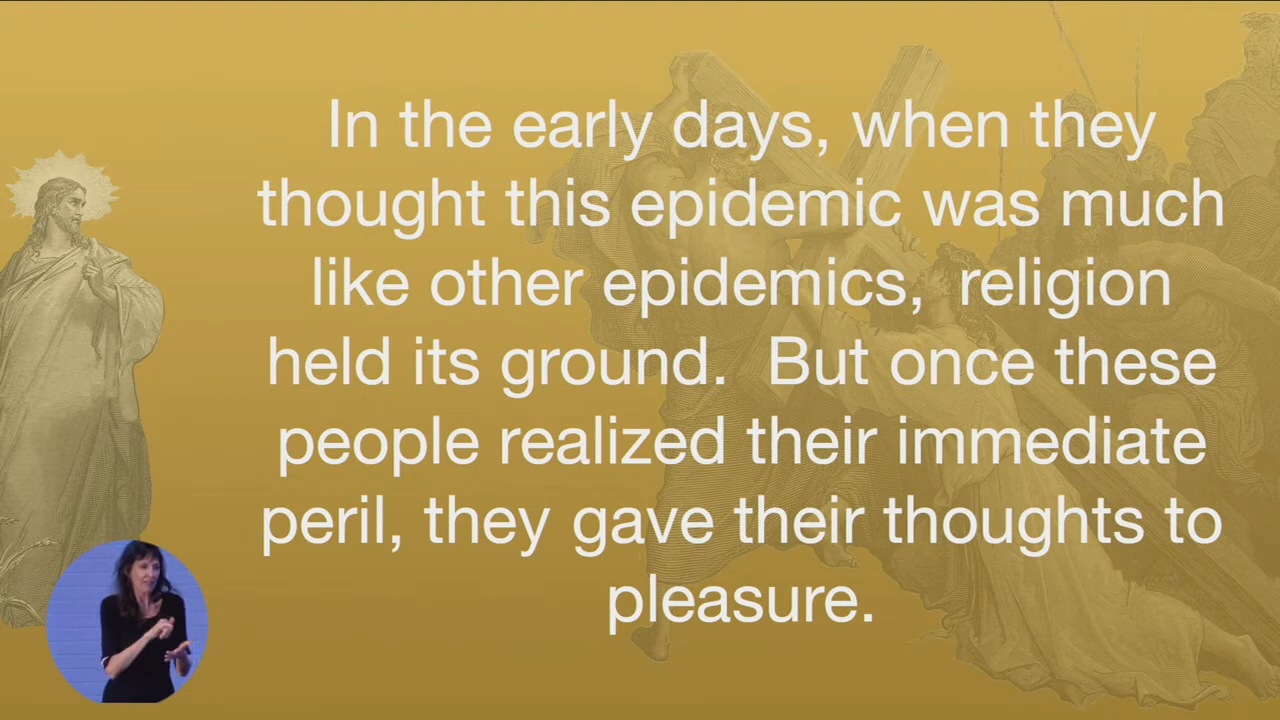 In the early days, when they
thought this epidemic was much
like other epidemics,  religion
held its ground.  But once these
people realized their immediate
peril, they gave their thoughts to
pleasure.